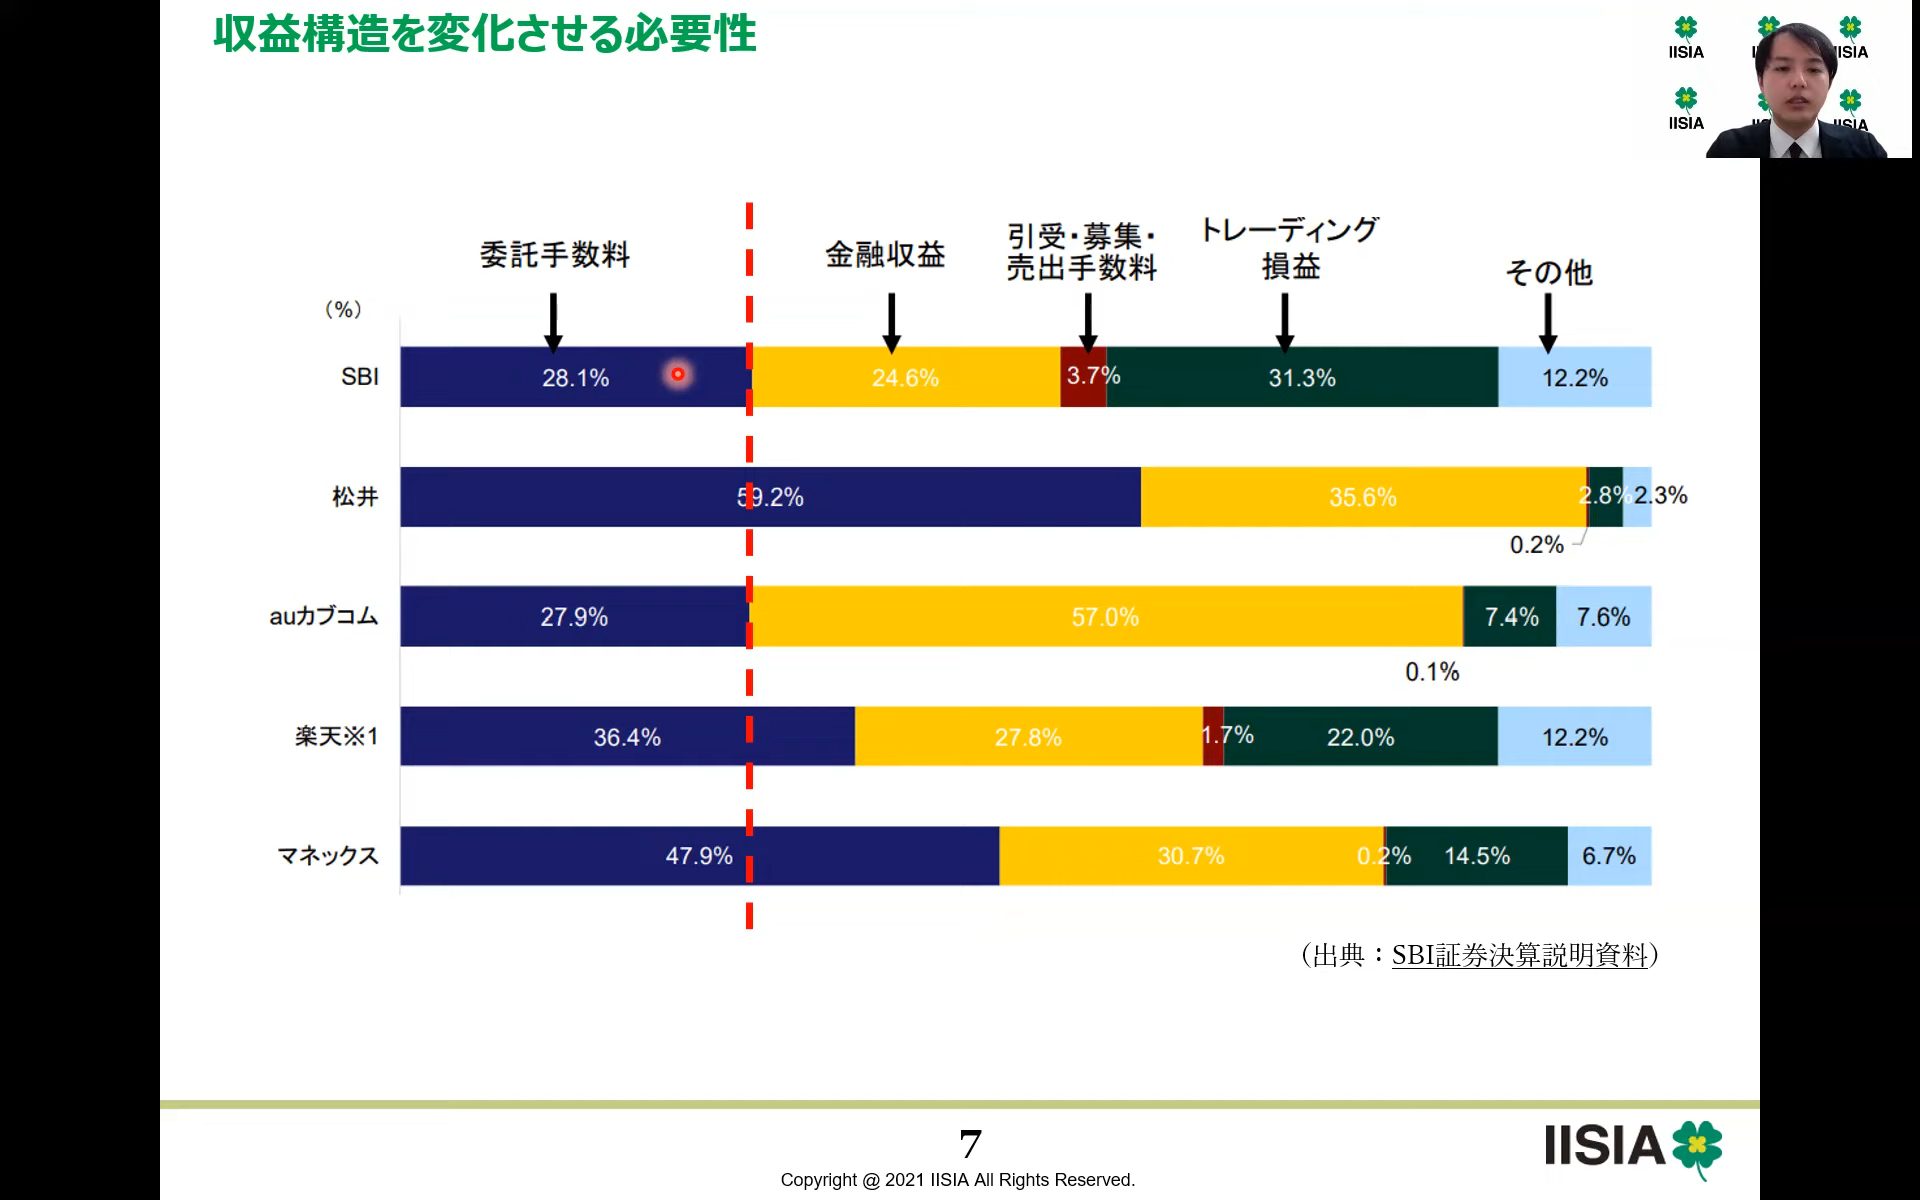 収益構造を変化させる必要性
IISIA
IISIA
IISIA
IISIA
委託手数料
金融収益
引受・募集・
売出手数料
トレーディング
損益
その他
（%）
SBI
28.1%
24.6%
3.7%
31.3%
12.2%
松井
59.2%
35.6%
2.8%
2.3%
0.2%
auカブコム
27.9%
57.0%
7.4%
7.6%
0.1%
楽天※1
36.4%
27.8%
1.7%
22.0%
12.2%
マネックス
47.9%
30.7%
0.2%
14.5%
6.7%
（出典：SBI証券決算説明資料）
7
Copyright @ 2021 IISIA All Rights Reserved.
IISIA